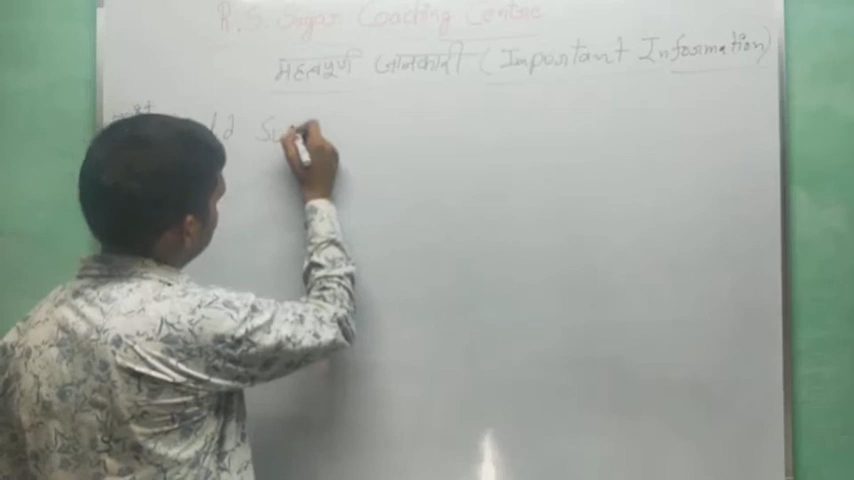 R. S. Sagar Coaching Centre
महत्वपूर्ण जानकारी (Important Information)